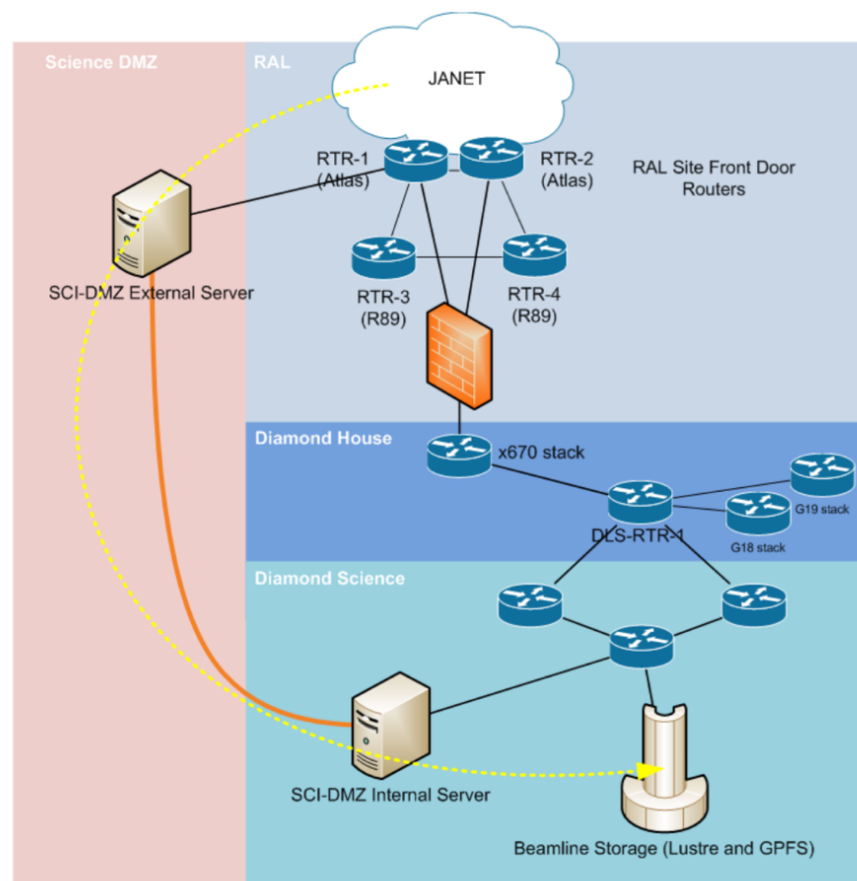 Science DMZ
RAL
JANET
RTR-1
(Atlas)
RTR-2
(Atlas)
RAL Site Front Door
Routers
SCI-DMZ External Server
RTR-3
(R89)
RTR-4
(R89)
Diamond House
x670 stack
G19 stack
DLS-RTR-1
G18 stack
Diamond Science
SCI-DMZ Internal Server
Beamline Storage (Lustre and GPFS)